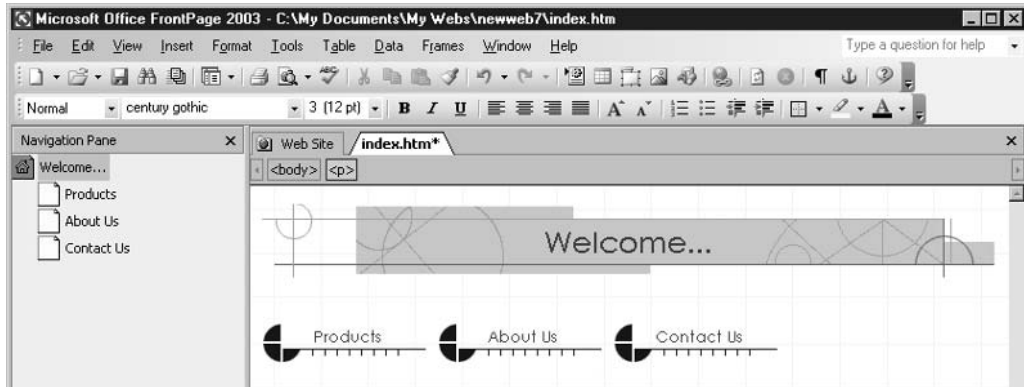 Microsoft Office FrontPage 2003 - C:\My Documents\My Webs\newweb7\index.htm
File Edit View Insert Format Tools Table Data Frames Window Help Type a question for help
Normal century gothic 3 (12 pt) B I U A A A
Navigation Pane Web Site index.htm*
Welcome... <body> <p>
Products
About Us
Contact Us
Welcome...
Products About Us Contact Us